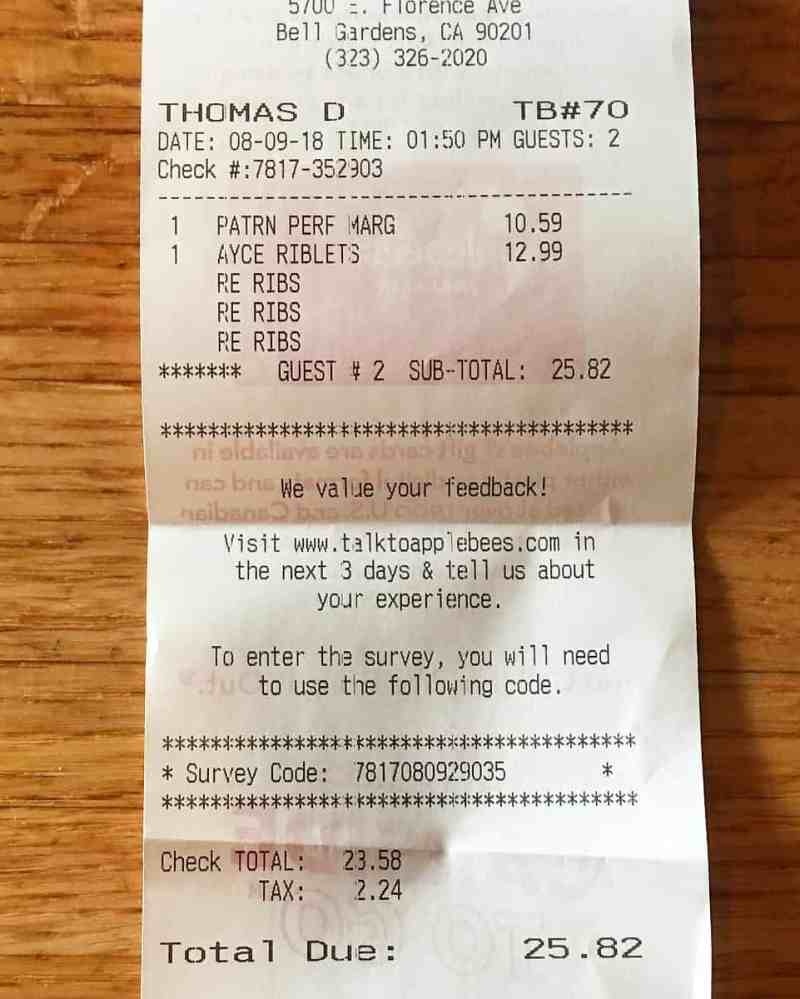 5700 E. Florence Ave
Bell Gardens, CA 90201
(323) 326-2020
THOMAS D TB#70
DATE: 08-09-18 TIME: 01:50 PM GUESTS: 2
Check #:7817-352903
----------------------------------------
1 PATRN PERF MARG 10.59
1 AYCE RIBLETS 12.99
RE RIBS
RE RIBS
RE RIBS
******* GUEST # 2 SUB-TOTAL: 25.82
****************************************
We value your feedback!
Visit www.talktoapplebees.com in
the next 3 days & tell us about
your experience.
To enter the survey, you will need
to use the following code.
****************************************
* Survey Code: 7817080929035 *
****************************************
Check TOTAL: 23.58
TAX: 2.24
Total Due: 25.82